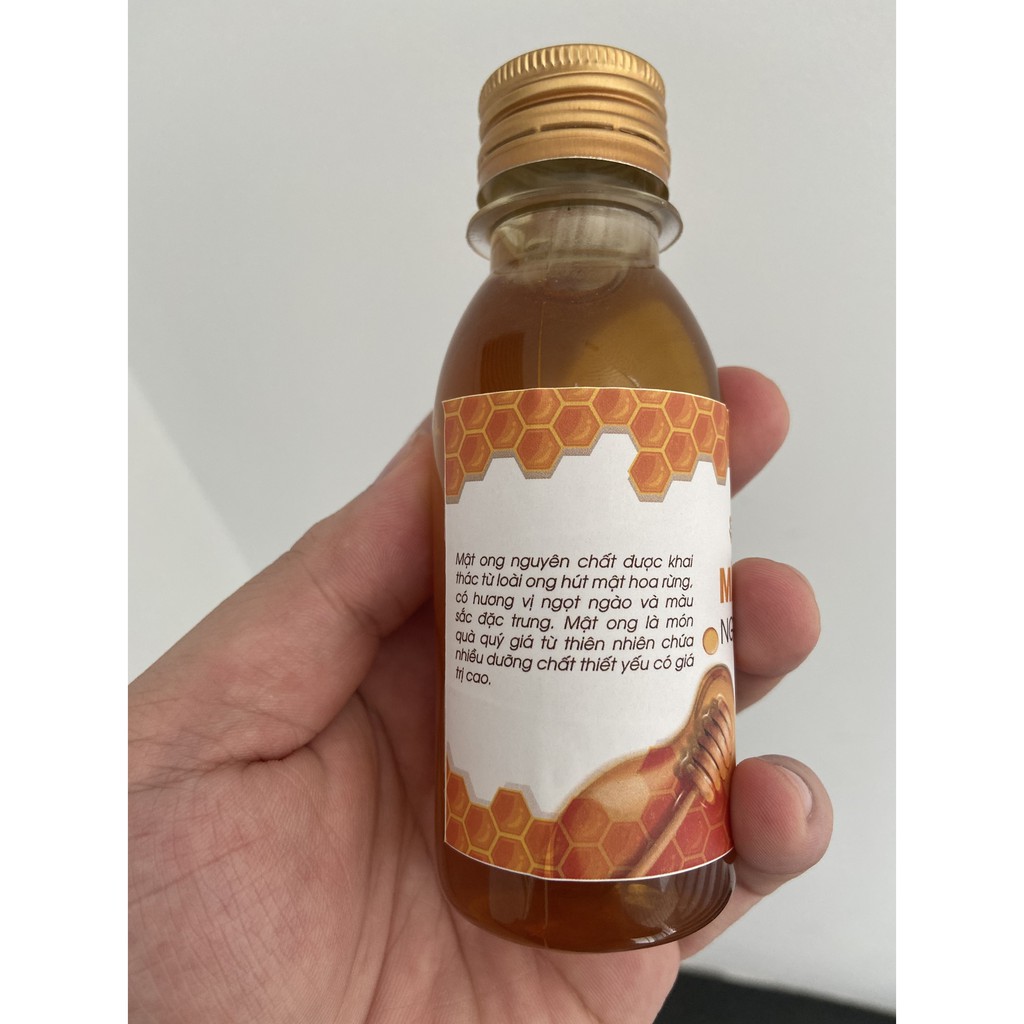 Mật ong nguyên chất được khai
thác từ loài ong hút mật hoa rừng,
có hương vị ngọt ngào và màu
sắc đặc trưng. Mật ong là món
quà quý giá từ thiên nhiên chứa
nhiều dưỡng chất thiết yếu có giá
trị cao.